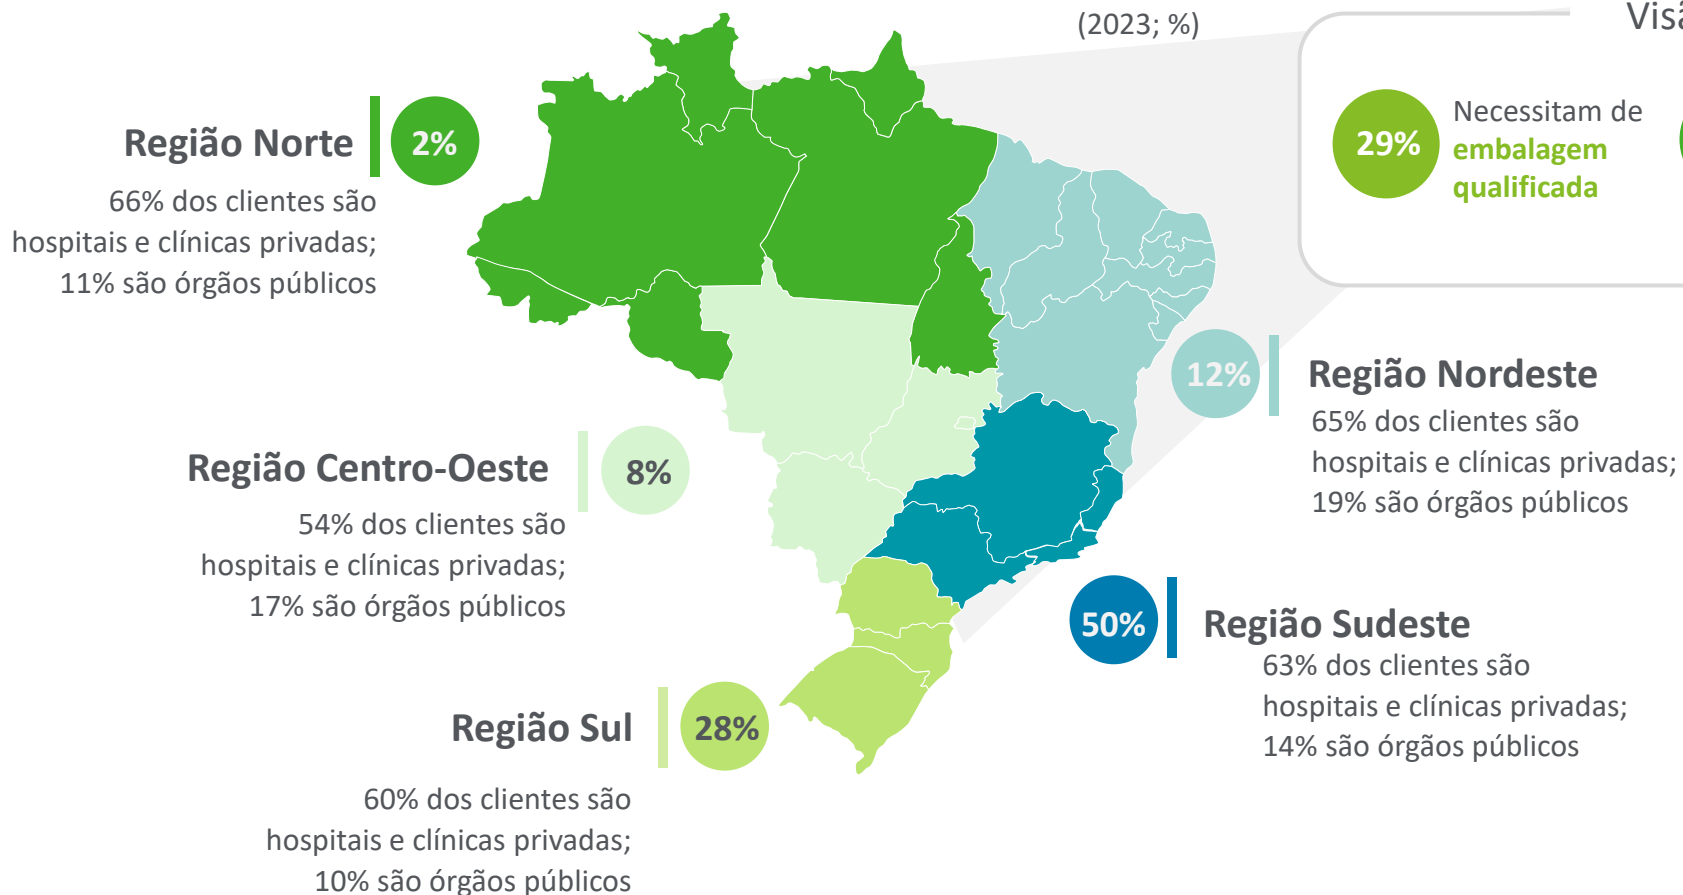 (2023; %)
Região Norte
2%
66% dos clientes são
hospitais e clínicas privadas;
11% são órgãos públicos
29%
Necessitam de
embalagem
qualificada
12%
Região Nordeste
65% dos clientes são
hospitais e clínicas privadas;
19% são órgãos públicos
Região Centro-Oeste
8%
54% dos clientes são
hospitais e clínicas privadas;
17% são órgãos públicos
50%
Região Sudeste
63% dos clientes são
hospitais e clínicas privadas;
14% são órgãos públicos
Região Sul
28%
60% dos clientes são
hospitais e clínicas privadas;
10% são órgãos públicos